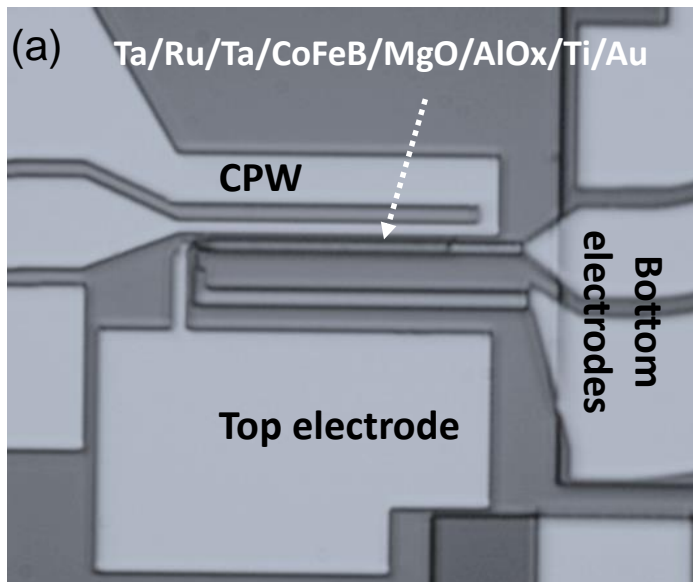 (a)
Ta/Ru/Ta/CoFeB/MgO/AlOx/Ti/Au
CPW
Bottom
electrodes
Top electrode